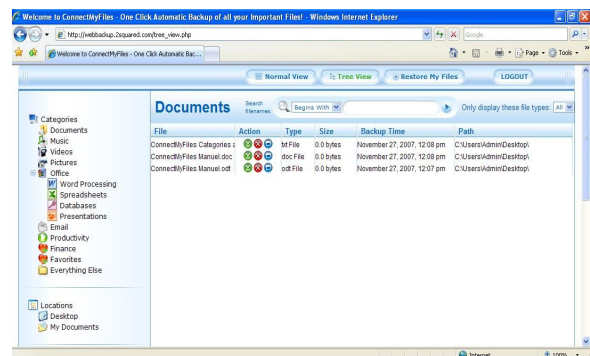 Welcome to ConnectMyFiles - One Click Automatic Backup of all your Important Files! - Windows Internet Explorer
http://webbackup.2squared.com/tree_view.php
Google
Welcome to ConnectMyFiles - One Click Automatic Bac...
Page Tools
Normal View Tree View Restore My Files LOGOUT
Documents Search filenames: Begins With Only display these file types: All
File Action Type Size Backup Time Path
ConnectMyFiles Categories a txt File 0.0 bytes November 27, 2007, 12:08 pm C:\Users\Admin\Desktop\
ConnectMyFiles Manuel.doc doc File 0.0 bytes November 27, 2007, 12:08 pm C:\Users\Admin\Desktop\
ConnectMyFiles Manuel.odt odt File 0.0 bytes November 27, 2007, 12:07 pm C:\Users\Admin\Desktop\
Categories
Documents
Music
Videos
Pictures
Office
Word Processing
Spreadsheets
Databases
Presentations
Email
Productivity
Finance
Favorites
Everything Else
Locations
Desktop
My Documents
Internet 100%